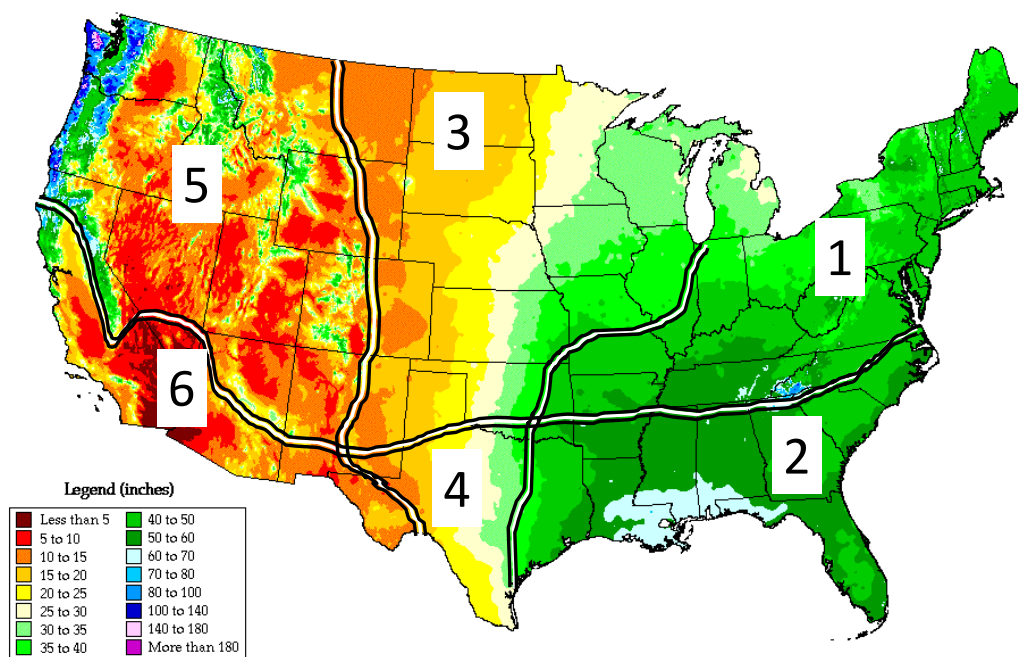 3
5
1
6
2
4
Legend (inches)
Less than 5
5 to 10
10 to 15
15 to 20
20 to 25
25 to 30
30 to 35
35 to 40
40 to 50
50 to 60
60 to 70
70 to 80
80 to 100
100 to 140
140 to 180
More than 180